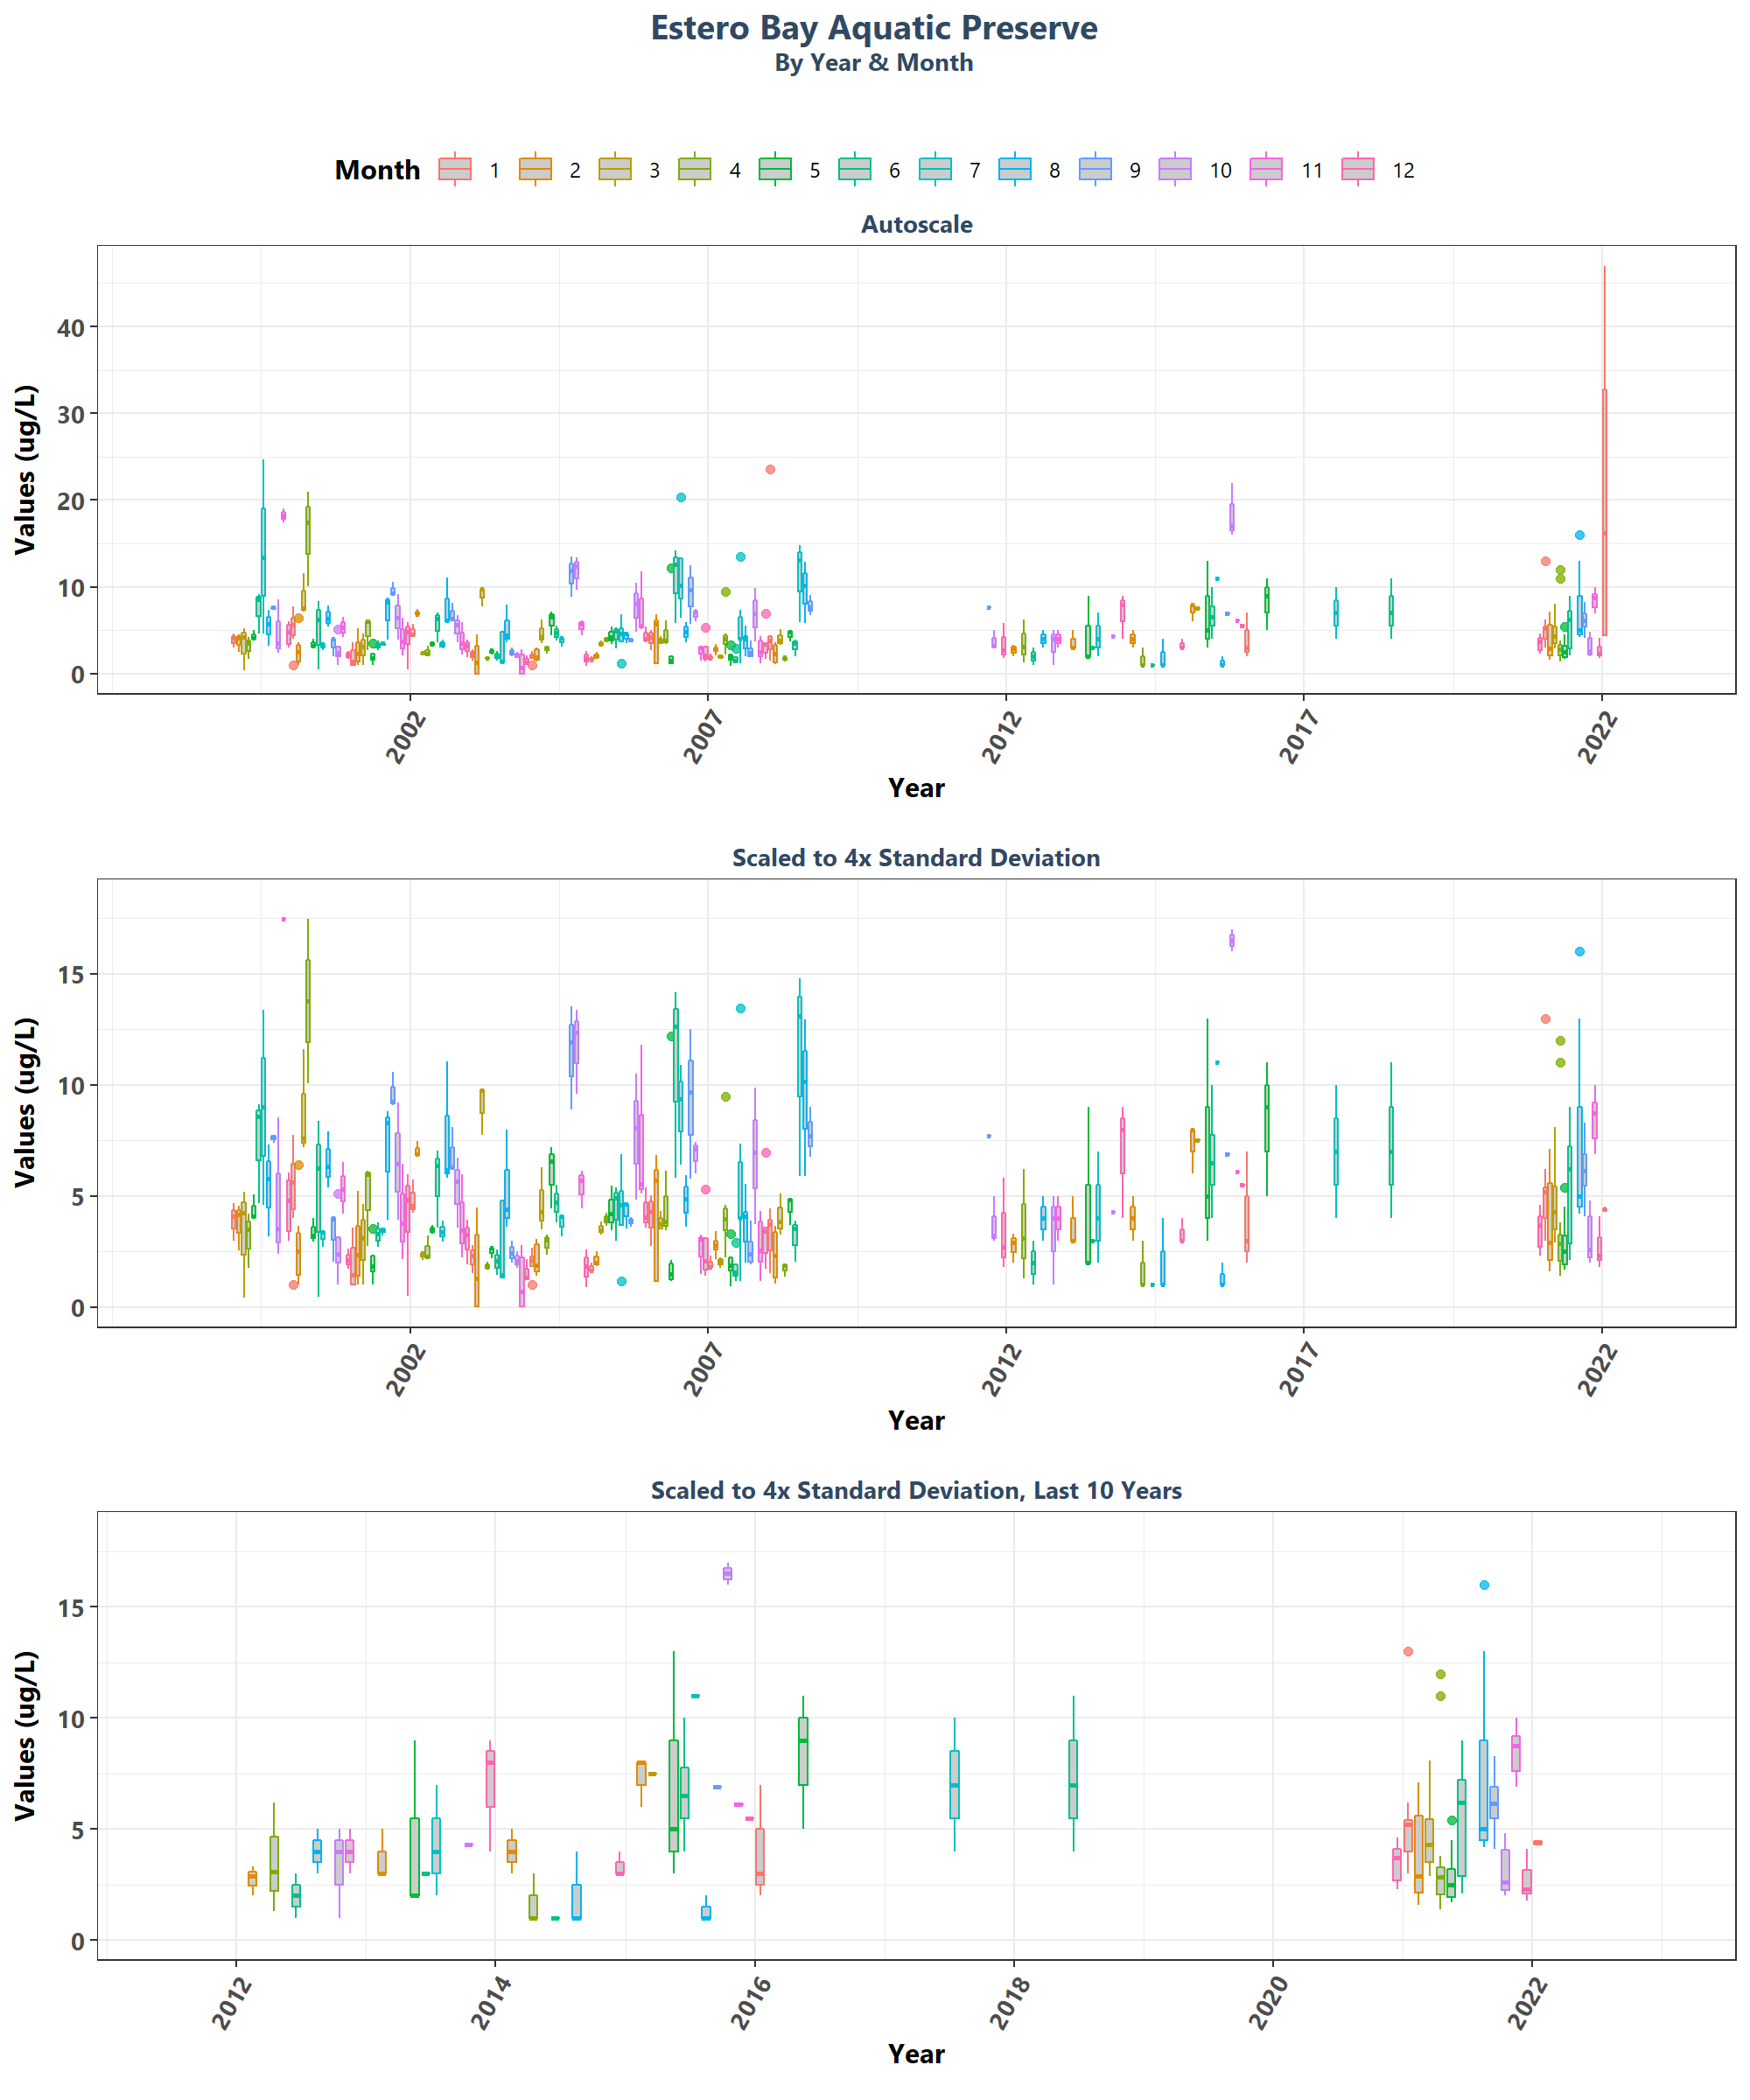 Estero Bay Aquatic Preserve
By Year & Month
Month 1 2 3 4 5 6 7 8 9 10 11 12
Autoscale
Values (ug/L)
40
30
20
10
0
2002 2007 2012 2017 2022
Year
Scaled to 4x Standard Deviation
Values (ug/L)
15
10
5
0
2002 2007 2012 2017 2022
Year
Scaled to 4x Standard Deviation, Last 10 Years
Values (ug/L)
15
10
5
0
2012 2014 2016 2018 2020 2022
Year